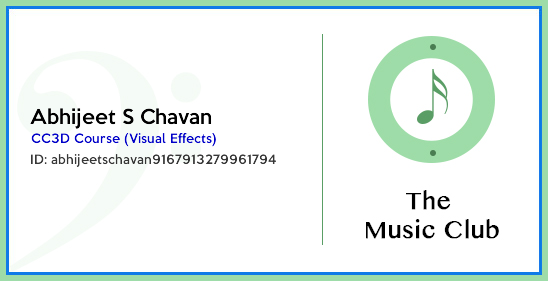 Abhijeet S Chavan
CC3D Course (Visual Effects)
ID: abhijeetschavan9167913279961794
The
Music Club